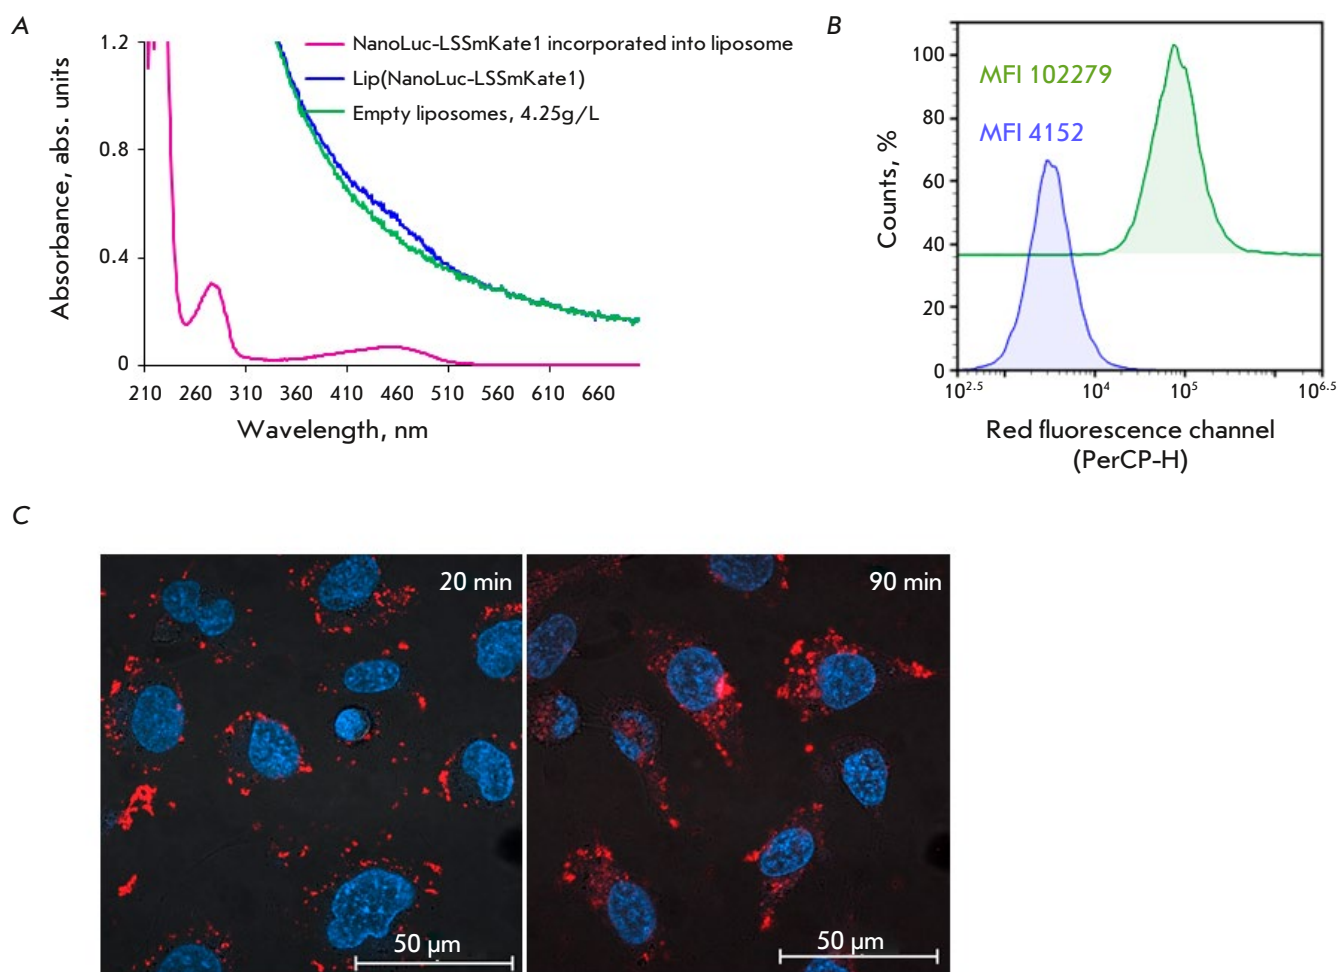 A
NanoLuc-LSSmKate1 incorporated into liposome
Lip(NanoLuc-LSSmKate1)
Empty liposomes, 4.25g/L
Absorbance, abs. units
1.2
0.8
0.4
0
210 260 310 360 410 460 510 560 610 660
Wavelength, nm
B
MFI 102279
MFI 4152
Counts, %
100
80
60
40
20
0
10^2.5 10^4 10^5 10^6.5
Red fluorescence channel
(PerCP-H)
C
20 min
50 µm
90 min
50 µm